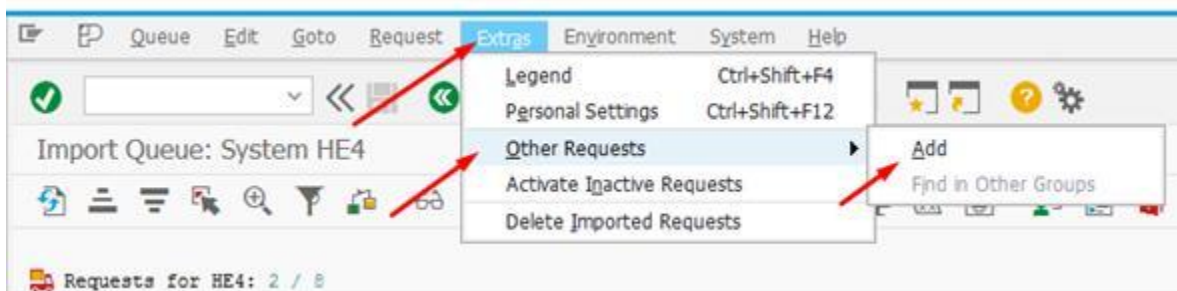 Queue Edit Goto Request Extras Environment System Help
Legend Ctrl+Shift+F4
Personal Settings Ctrl+Shift+F12
Import Queue: System HE4
Other Requests Add
Activate Inactive Requests Find in Other Groups
Delete Imported Requests
Requests for HE4: 2 / 8